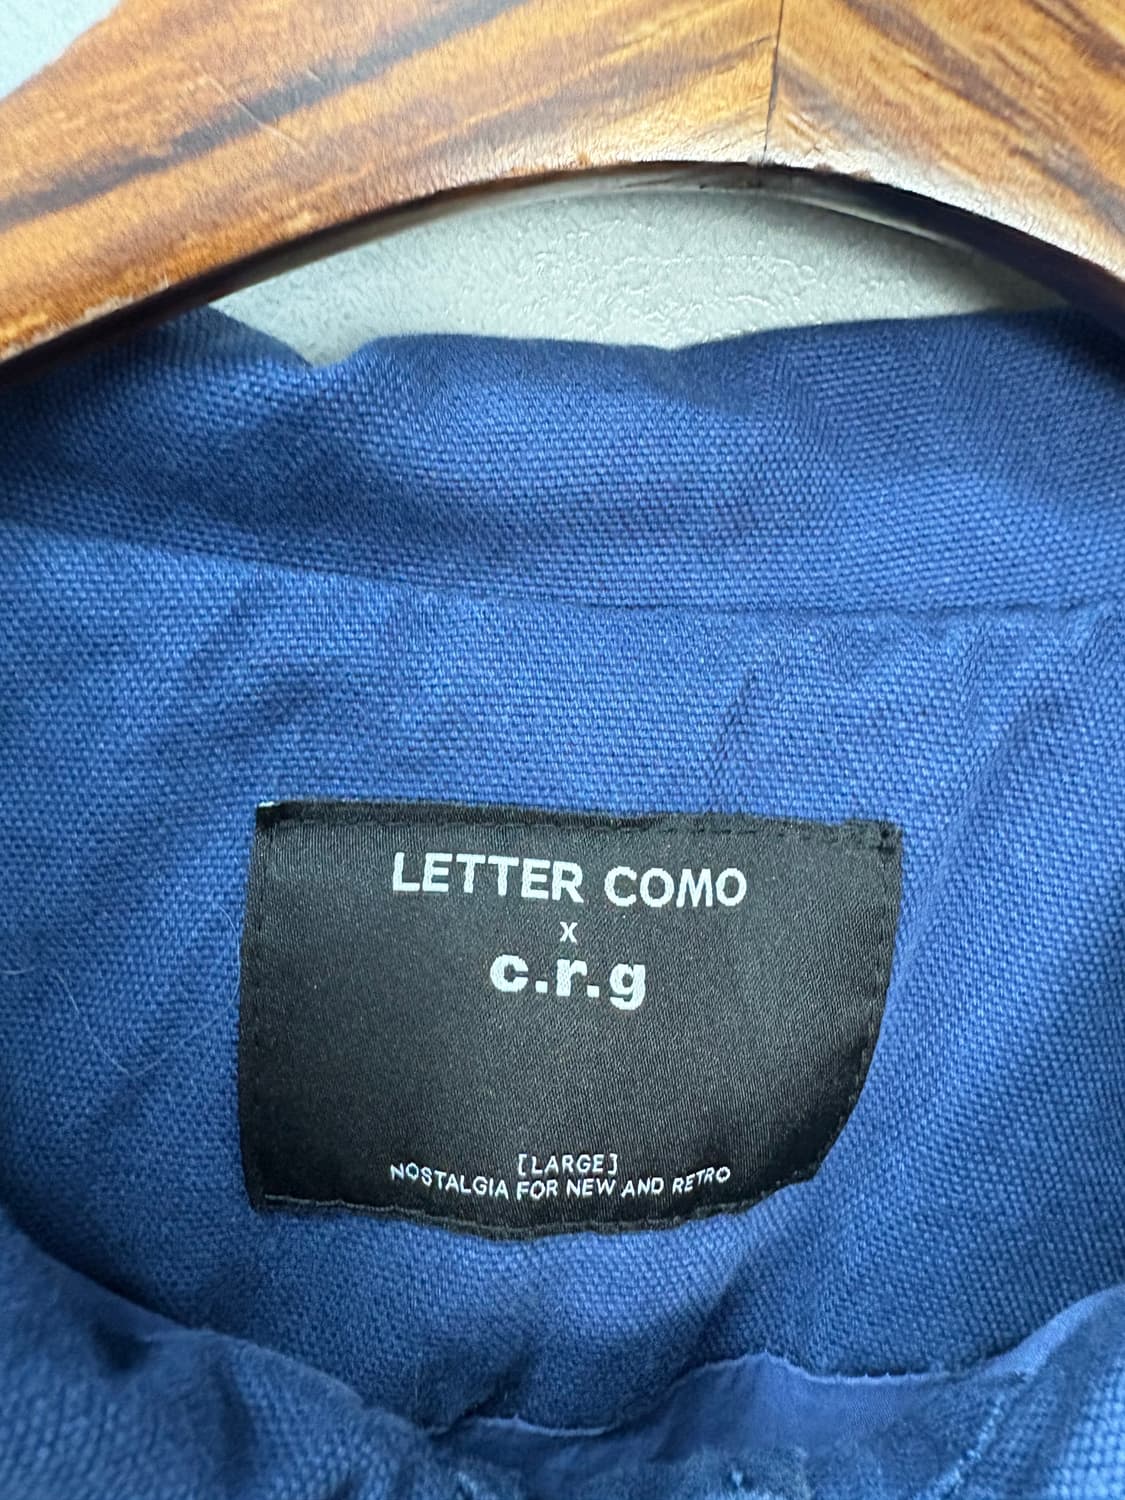 LETTER COMO
x
c.r.g
[LARGE]
NOSTALGIA FOR NEW AND RETRO